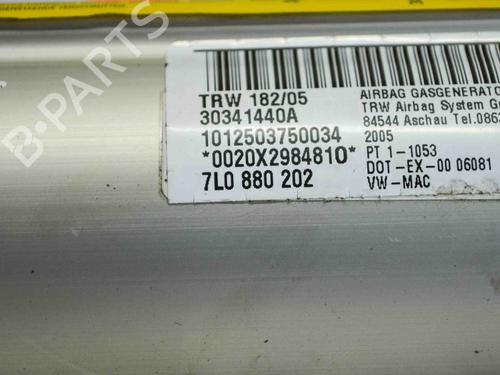 B-PARTS
TRW 182/05
30341440A
1012503750034
*0020X2984810*
7L0 880 202
AIRBAG GASGENERATO
TRW Airbag System G
84544 Aschau Tel.0863
2005
PT 1-1053
DOT-EX-00 06081
VW-MAC